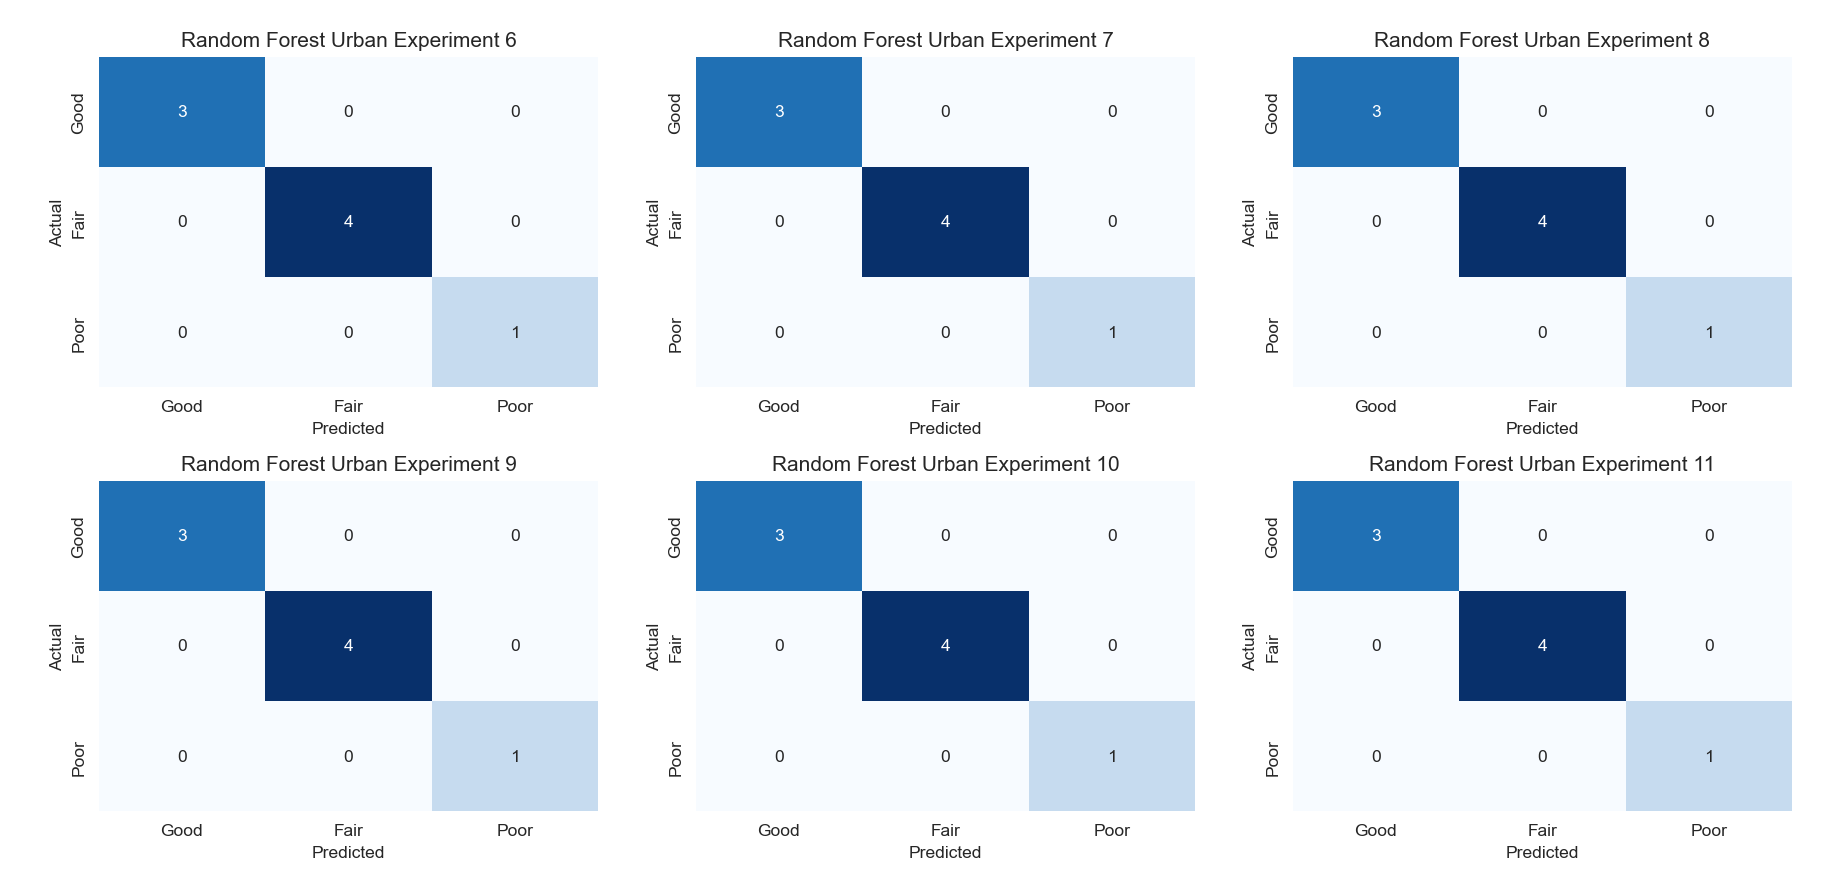 Random Forest Urban Experiment 6
Good 3 0 0
Actual
Fair 0 4 0
Poor 0 0 1
Good Fair Poor
Predicted
Random Forest Urban Experiment 7
Good 3 0 0
Actual
Fair 0 4 0
Poor 0 0 1
Good Fair Poor
Predicted
Random Forest Urban Experiment 8
Good 3 0 0
Actual
Fair 0 4 0
Poor 0 0 1
Good Fair Poor
Predicted
Random Forest Urban Experiment 9
Good 3 0 0
Actual
Fair 0 4 0
Poor 0 0 1
Good Fair Poor
Predicted
Random Forest Urban Experiment 10
Good 3 0 0
Actual
Fair 0 4 0
Poor 0 0 1
Good Fair Poor
Predicted
Random Forest Urban Experiment 11
Good 3 0 0
Actual
Fair 0 4 0
Poor 0 0 1
Good Fair Poor
Predicted